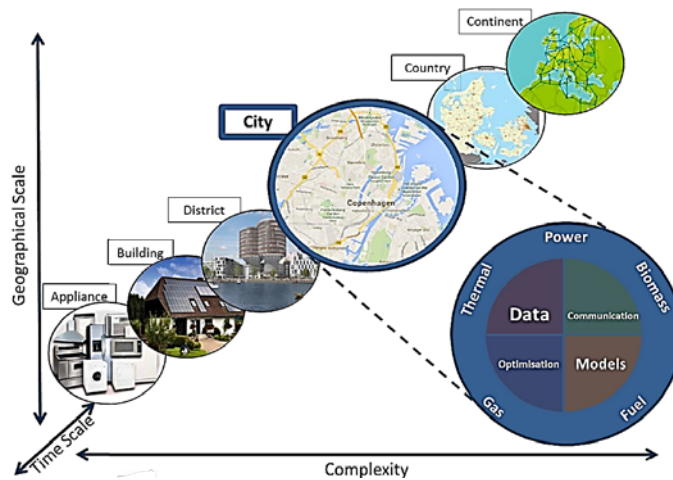 Continent
Country
City
District
Building
Appliance
Copenhagen
Geographical Scale
Time Scale
Complexity
Power
Thermal
Biomass
Data
Communication
Optimisation
Models
Gas
Fuel